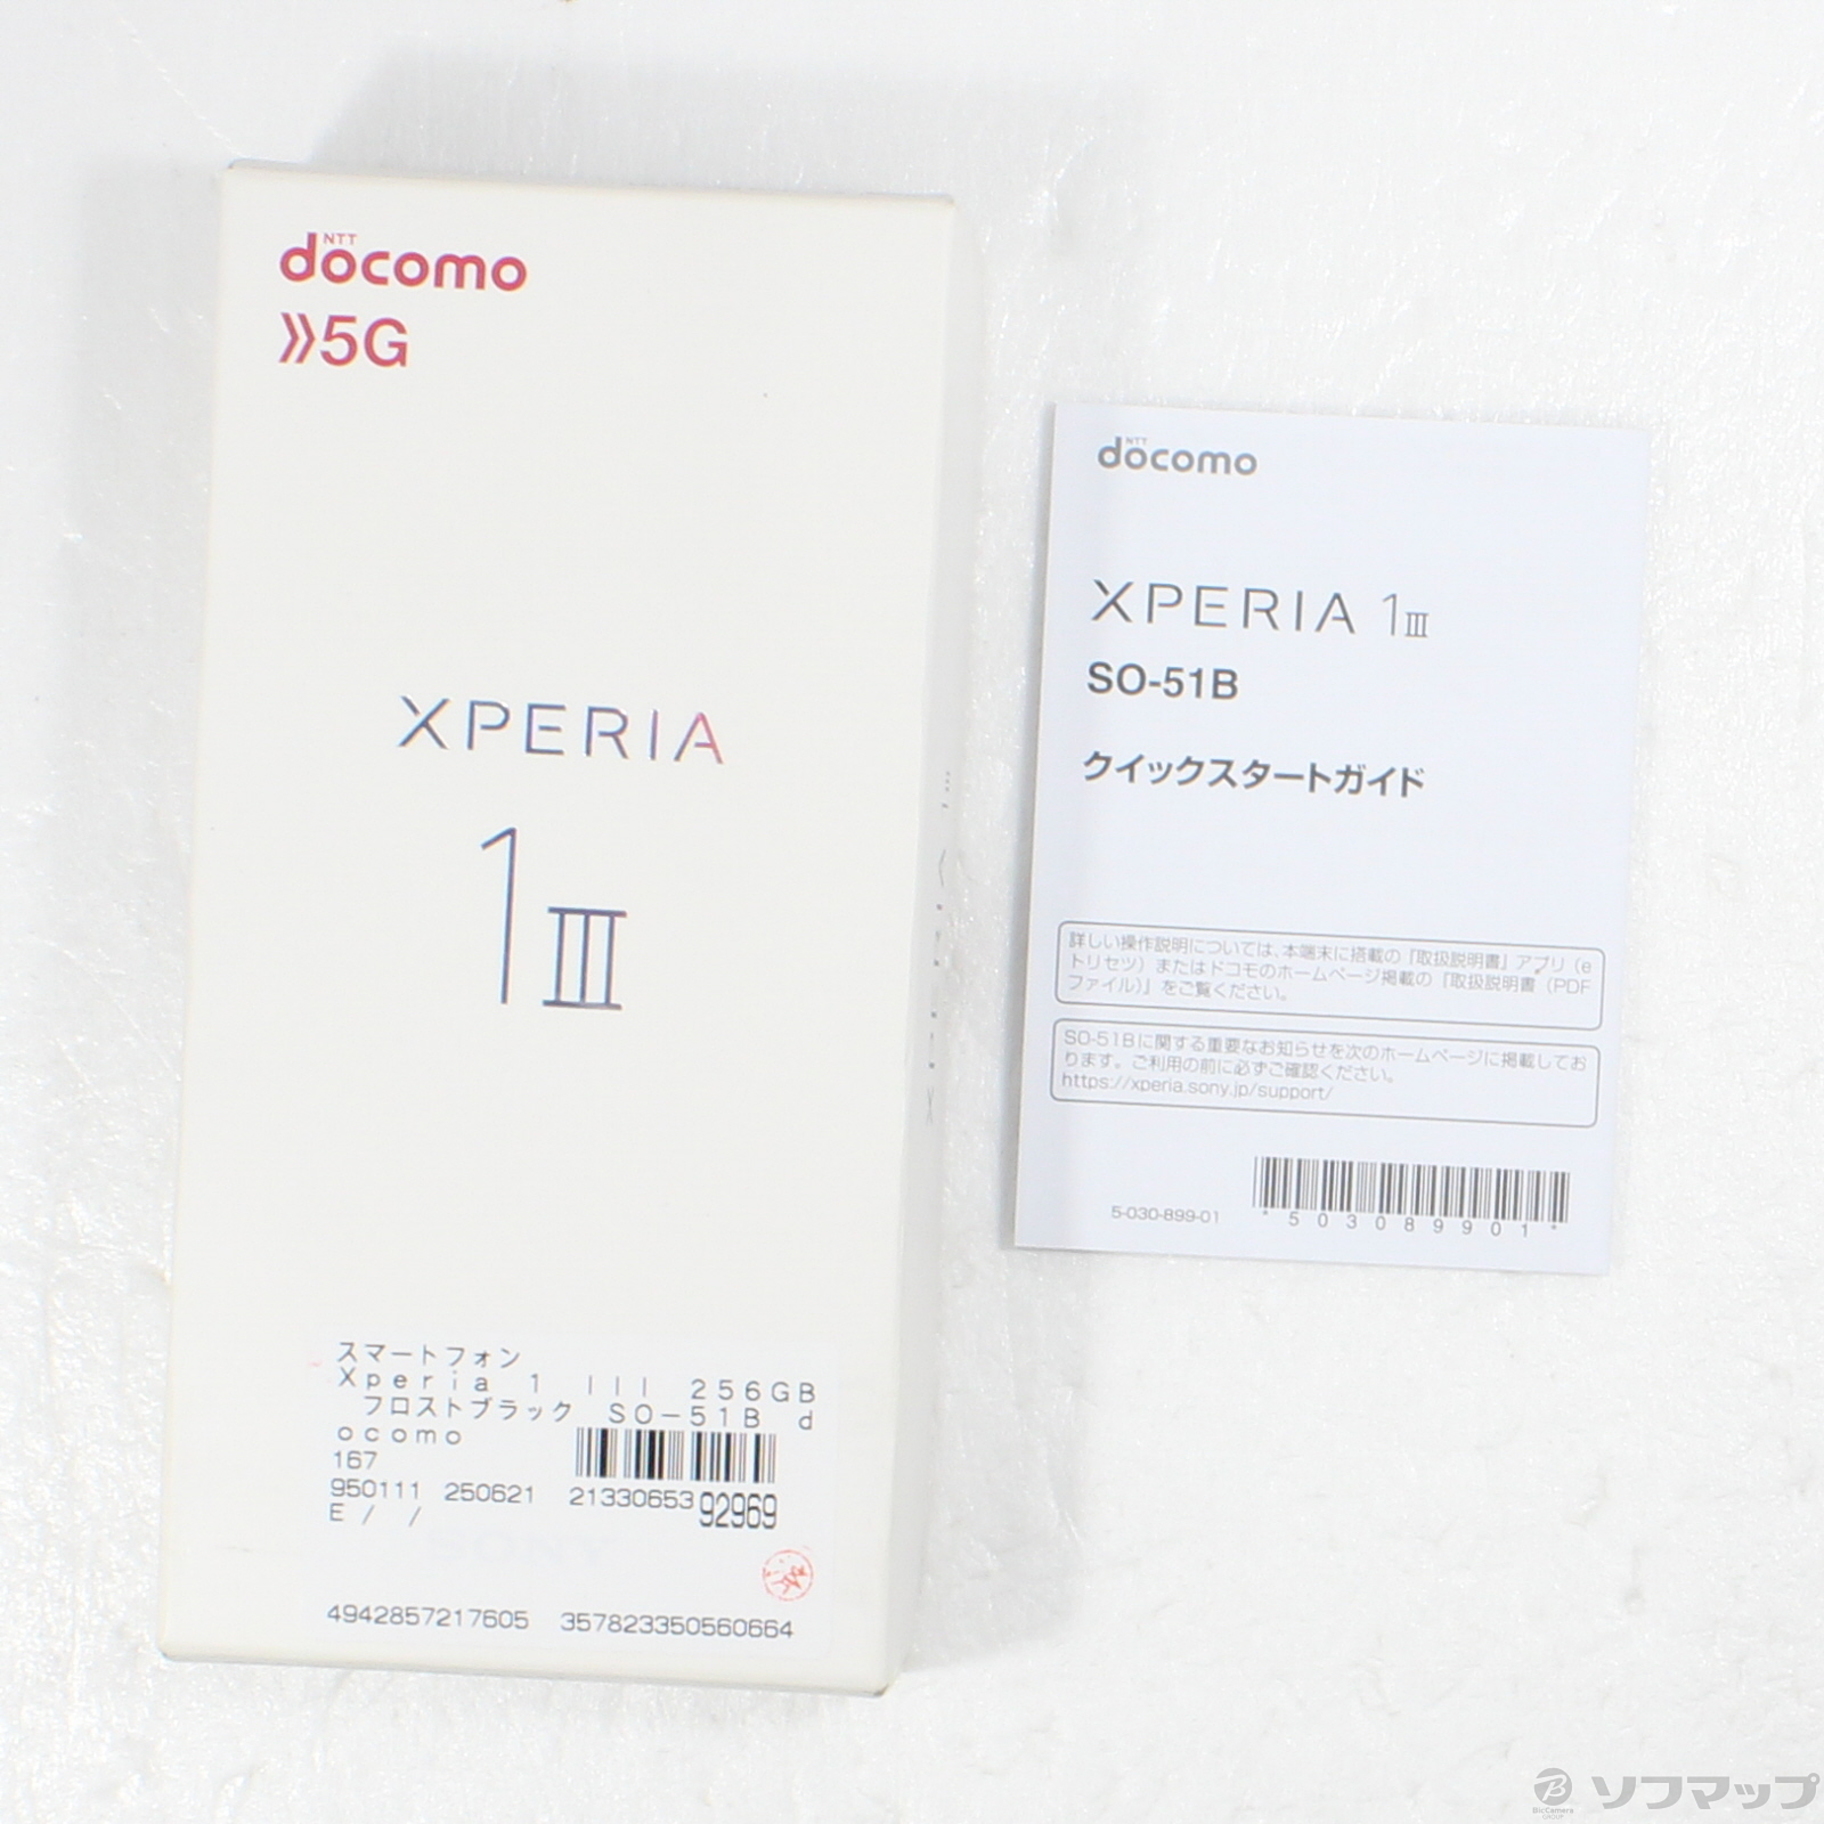 NTT
docomo
5G
XPERIA
1III
スマートフォン
Xperia 1 III 256GB
フロストブラック SO-51B d
ocomo
167
950111 250621 2133065392969
E / /
SONY
4942857217605 357823350560664
NTT
docomo
XPERIA 1III
SO-51B
クイックスタートガイド
詳しい操作説明については、本端末に搭載の『取扱説明書』アプリ（e
トリセツ）またはドコモのホームページ掲載の『取扱説明書（PDF
ファイル）』をご覧ください。
SO-51Bに関する重要なお知らせを次のホームページに掲載してお
ります。ご利用の前に必ずご確認ください。
https://xperia.sony.jp/support/
5-030-899-01
*503089901*
BicCamera
GROUP
ソフマップ